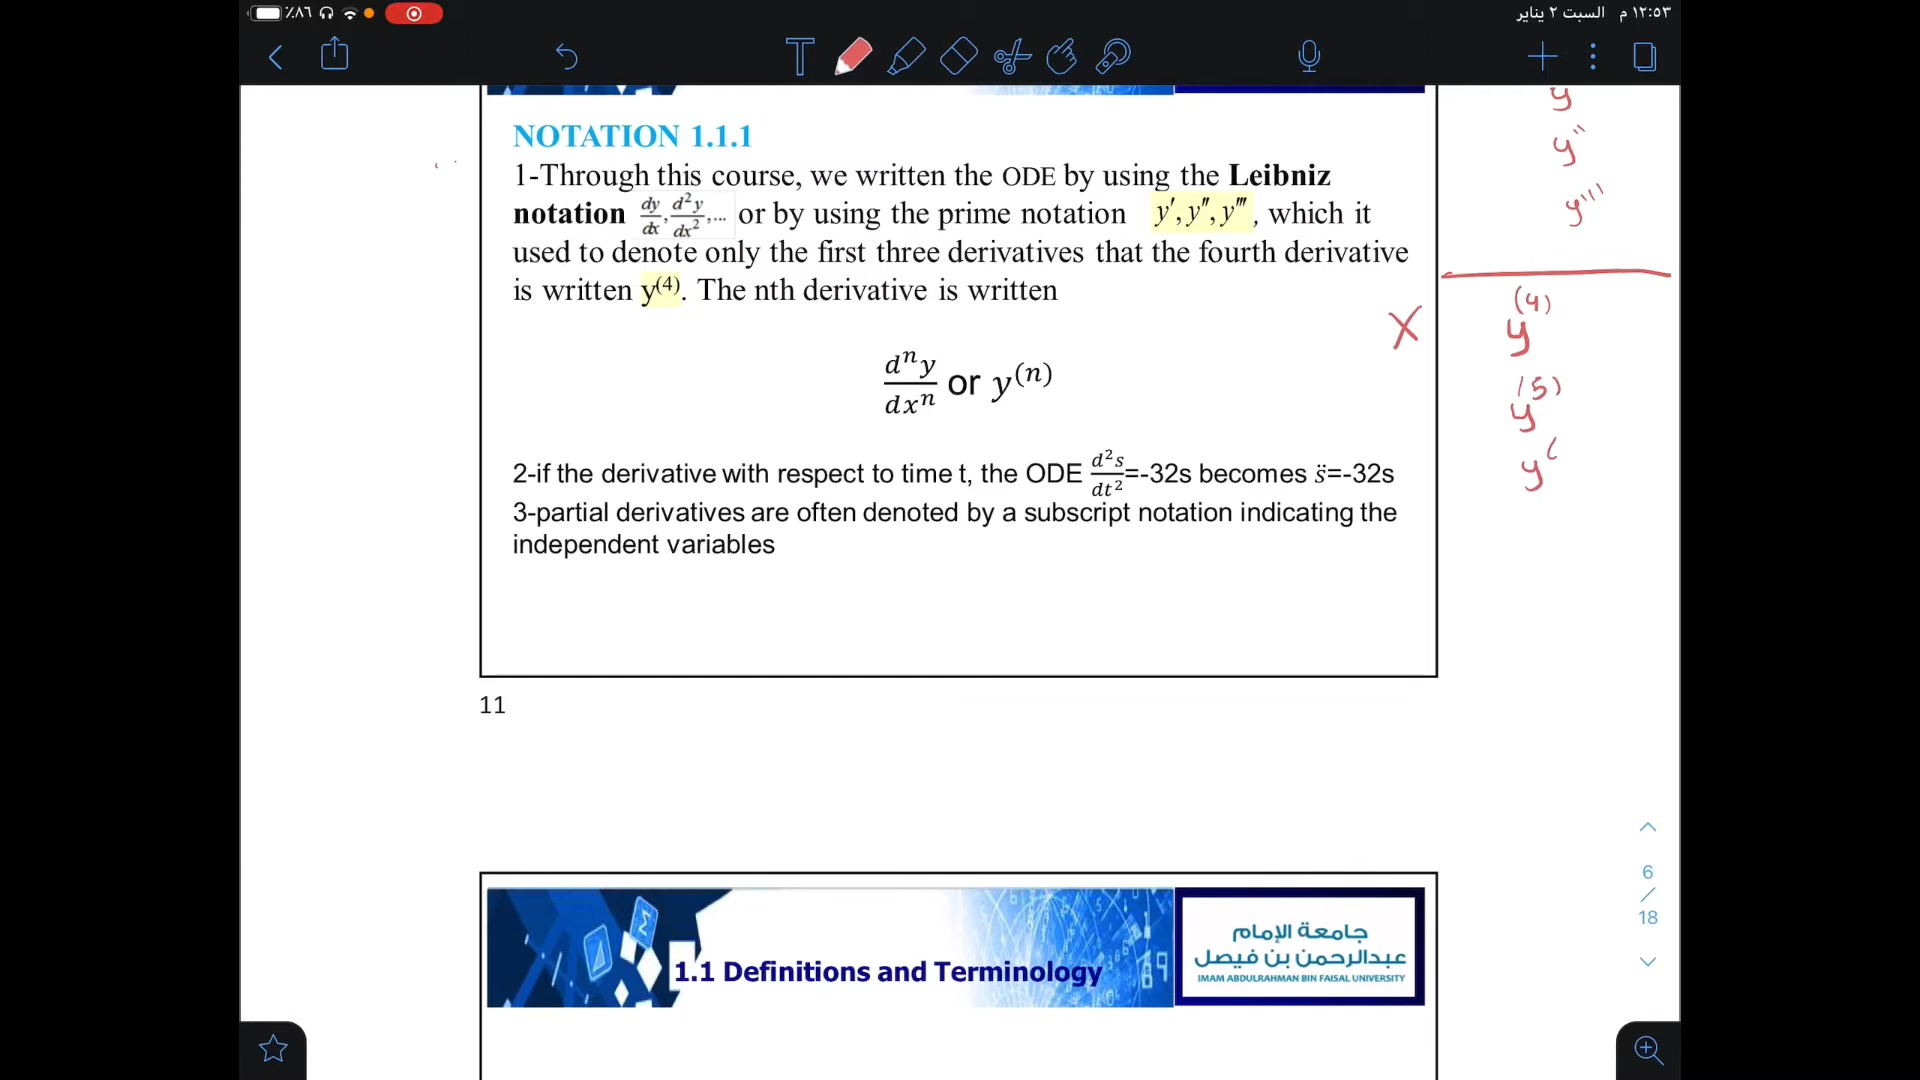 ٪٨٦
السبت ٢ يناير ١٢:٥٣ م
NOTATION 1.1.1
1-Through this course, we written the ODE by using the Leibniz
notation dy/dx, d²y/dx²,... or by using the prime notation y′, y″, y‴, which it
used to denote only the first three derivatives that the fourth derivative
is written y⁽⁴⁾. The nth derivative is written
dⁿy/dxⁿ or y⁽ⁿ⁾
2-if the derivative with respect to time t, the ODE d²s/dt²=-32s becomes s̈=-32s
3-partial derivatives are often denoted by a subscript notation indicating the
independent variables
y
y''
y'''
X
y(4)
y(5)
y(
11
6
/
18
1.1 Definitions and Terminology
جامعة الإمام
عبدالرحمن بن فيصل
IMAM ABDULRAHMAN BIN FAISAL UNIVERSITY